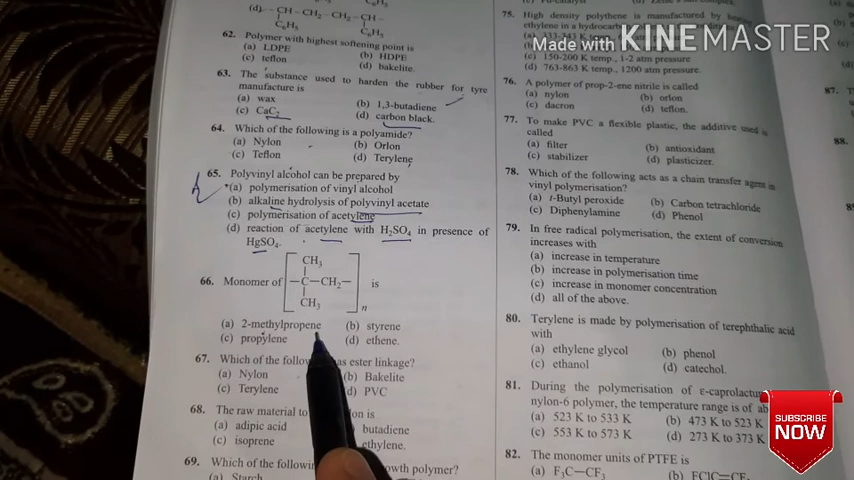 (d) - CH - CH2 - CH2 - CH -
C6H5 C6H5
62. Polymer with highest softening point is
(a) LDPE (b) HDPE
(c) teflon (d) bakelite.
63. The substance used to harden the rubber for tyre
manufacture is
(a) wax (b) 1,3-butadiene
(c) CaC2 (d) carbon black.
64. Which of the following is a polyamide?
(a) Nylon (b) Orlon
(c) Teflon (d) Terylene
65. Polyvinyl alcohol can be prepared by
(a) polymerisation of vinyl alcohol
(b) alkaline hydrolysis of polyvinyl acetate
(c) polymerisation of acetylene
(d) reaction of acetylene with H2SO4 in presence of
HgSO4.
CH3
66. Monomer of [ —C—CH2— ]n is
CH3
(a) 2-methylpropene (b) styrene
(c) propylene (d) ethene.
67. Which of the has ester linkage?
(a) Nylon (b) Bakelite
(c) Terylene (d) PVC
68. The raw material to is
(a) adipic acid butadiene
(c) isoprene ethylene.
69. Which of the growth polymer?
(a) Starch
75. High density polythene is manufactured by
ethylene in a hydrocarbon
(a) 333-343 K
(c) 150-200 K temp., 1-2 atm pressure
(d) 763-863 K temp., 1200 atm pressure.
76. A polymer of prop-2-ene nitrile is called
(a) nylon (b) orlon
(c) dacron (d) teflon.
77. To make PVC a flexible plastic, the additive used is
called
(a) filter (b) antioxidant
(c) stabilizer (d) plasticizer.
78. Which of the following acts as a chain transfer agent in
vinyl polymerisation?
(a) t-Butyl peroxide (b) Carbon tetrachloride
(c) Diphenylamine (d) Phenol
79. In free radical polymerisation, the extent of conversion
increases with
(a) increase in temperature
(b) increase in polymerisation time
(c) increase in monomer concentration
(d) all of the above.
80. Terylene is made by polymerisation of terephthalic acid
with
(a) ethylene glycol (b) phenol
(c) ethanol (d) catechol.
81. During the polymerisation of
nylon-6 polymer, the temperature range is of
(a) 523 K to 533 K (b) 473 K to 523 K
(c) 553 K to 573 K (d) 273 K to 373 K
82. The monomer units of PTFE is
(a) F3C—CF3 (b)
87.
88.
Made with KINEMASTER
SUBSCRIBE
NOW